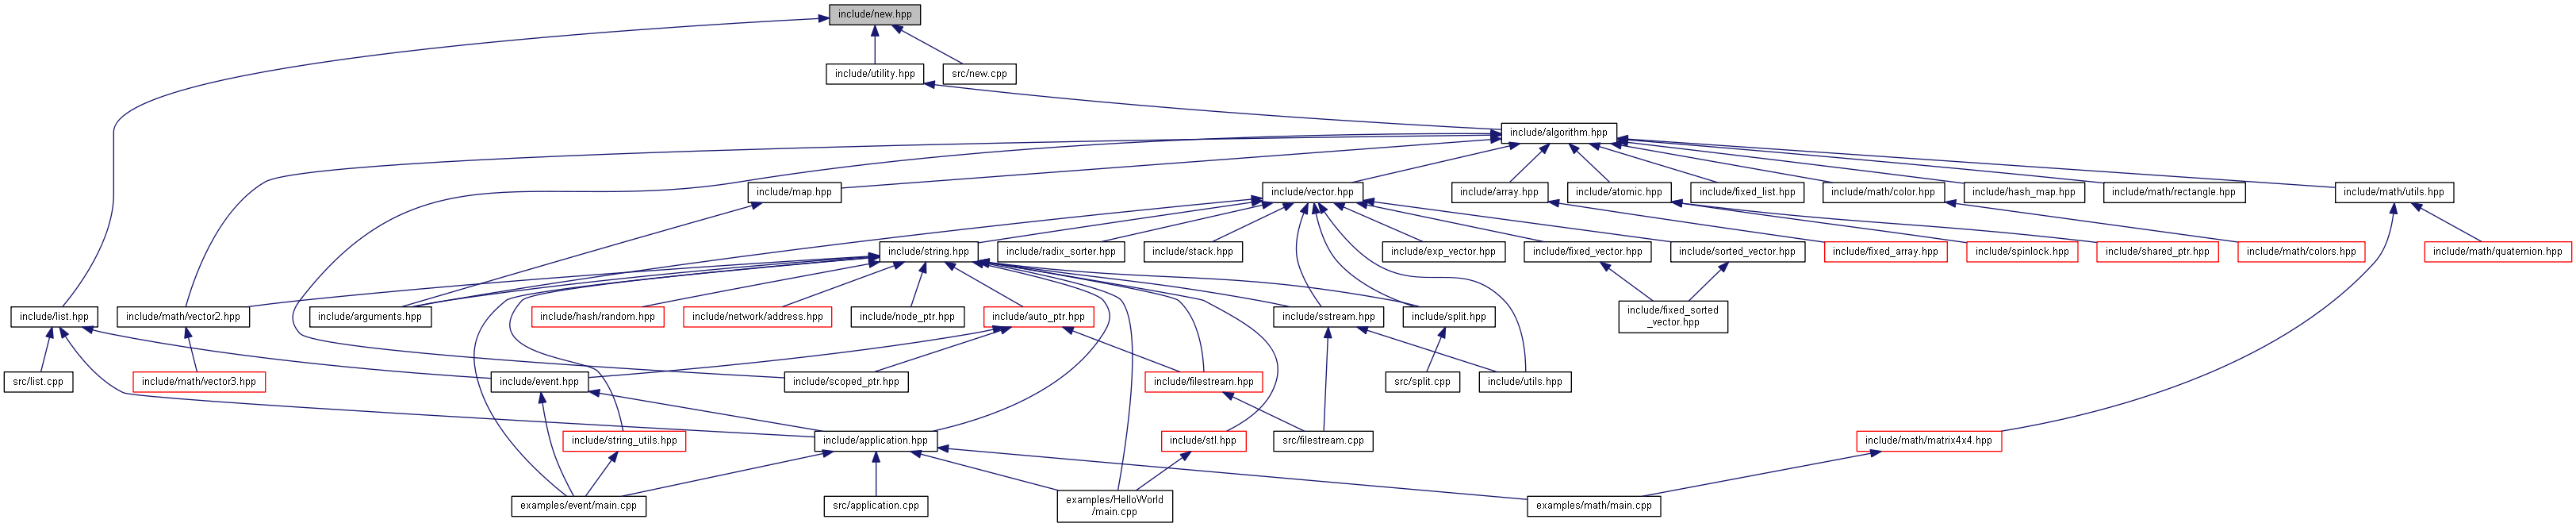 include/new.hpp
include/utility.hpp
src/new.cpp
include/algorithm.hpp
include/map.hpp
include/vector.hpp
include/array.hpp
include/atomic.hpp
include/fixed_list.hpp
include/math/color.hpp
include/hash_map.hpp
include/math/rectangle.hpp
include/math/utils.hpp
include/string.hpp
include/radix_sorter.hpp
include/stack.hpp
include/exp_vector.hpp
include/fixed_vector.hpp
include/sorted_vector.hpp
include/fixed_array.hpp
include/spinlock.hpp
include/shared_ptr.hpp
include/math/colors.hpp
include/math/quaternion.hpp
include/list.hpp
include/math/vector2.hpp
include/arguments.hpp
include/hash/random.hpp
include/network/address.hpp
include/node_ptr.hpp
include/auto_ptr.hpp
include/sstream.hpp
include/split.hpp
include/fixed_sorted
_vector.hpp
src/list.cpp
include/math/vector3.hpp
include/event.hpp
include/scoped_ptr.hpp
include/filestream.hpp
src/split.cpp
include/utils.hpp
include/string_utils.hpp
include/application.hpp
include/stl.hpp
src/filestream.cpp
include/math/matrix4x4.hpp
examples/event/main.cpp
src/application.cpp
examples/HelloWorld
/main.cpp
examples/math/main.cpp